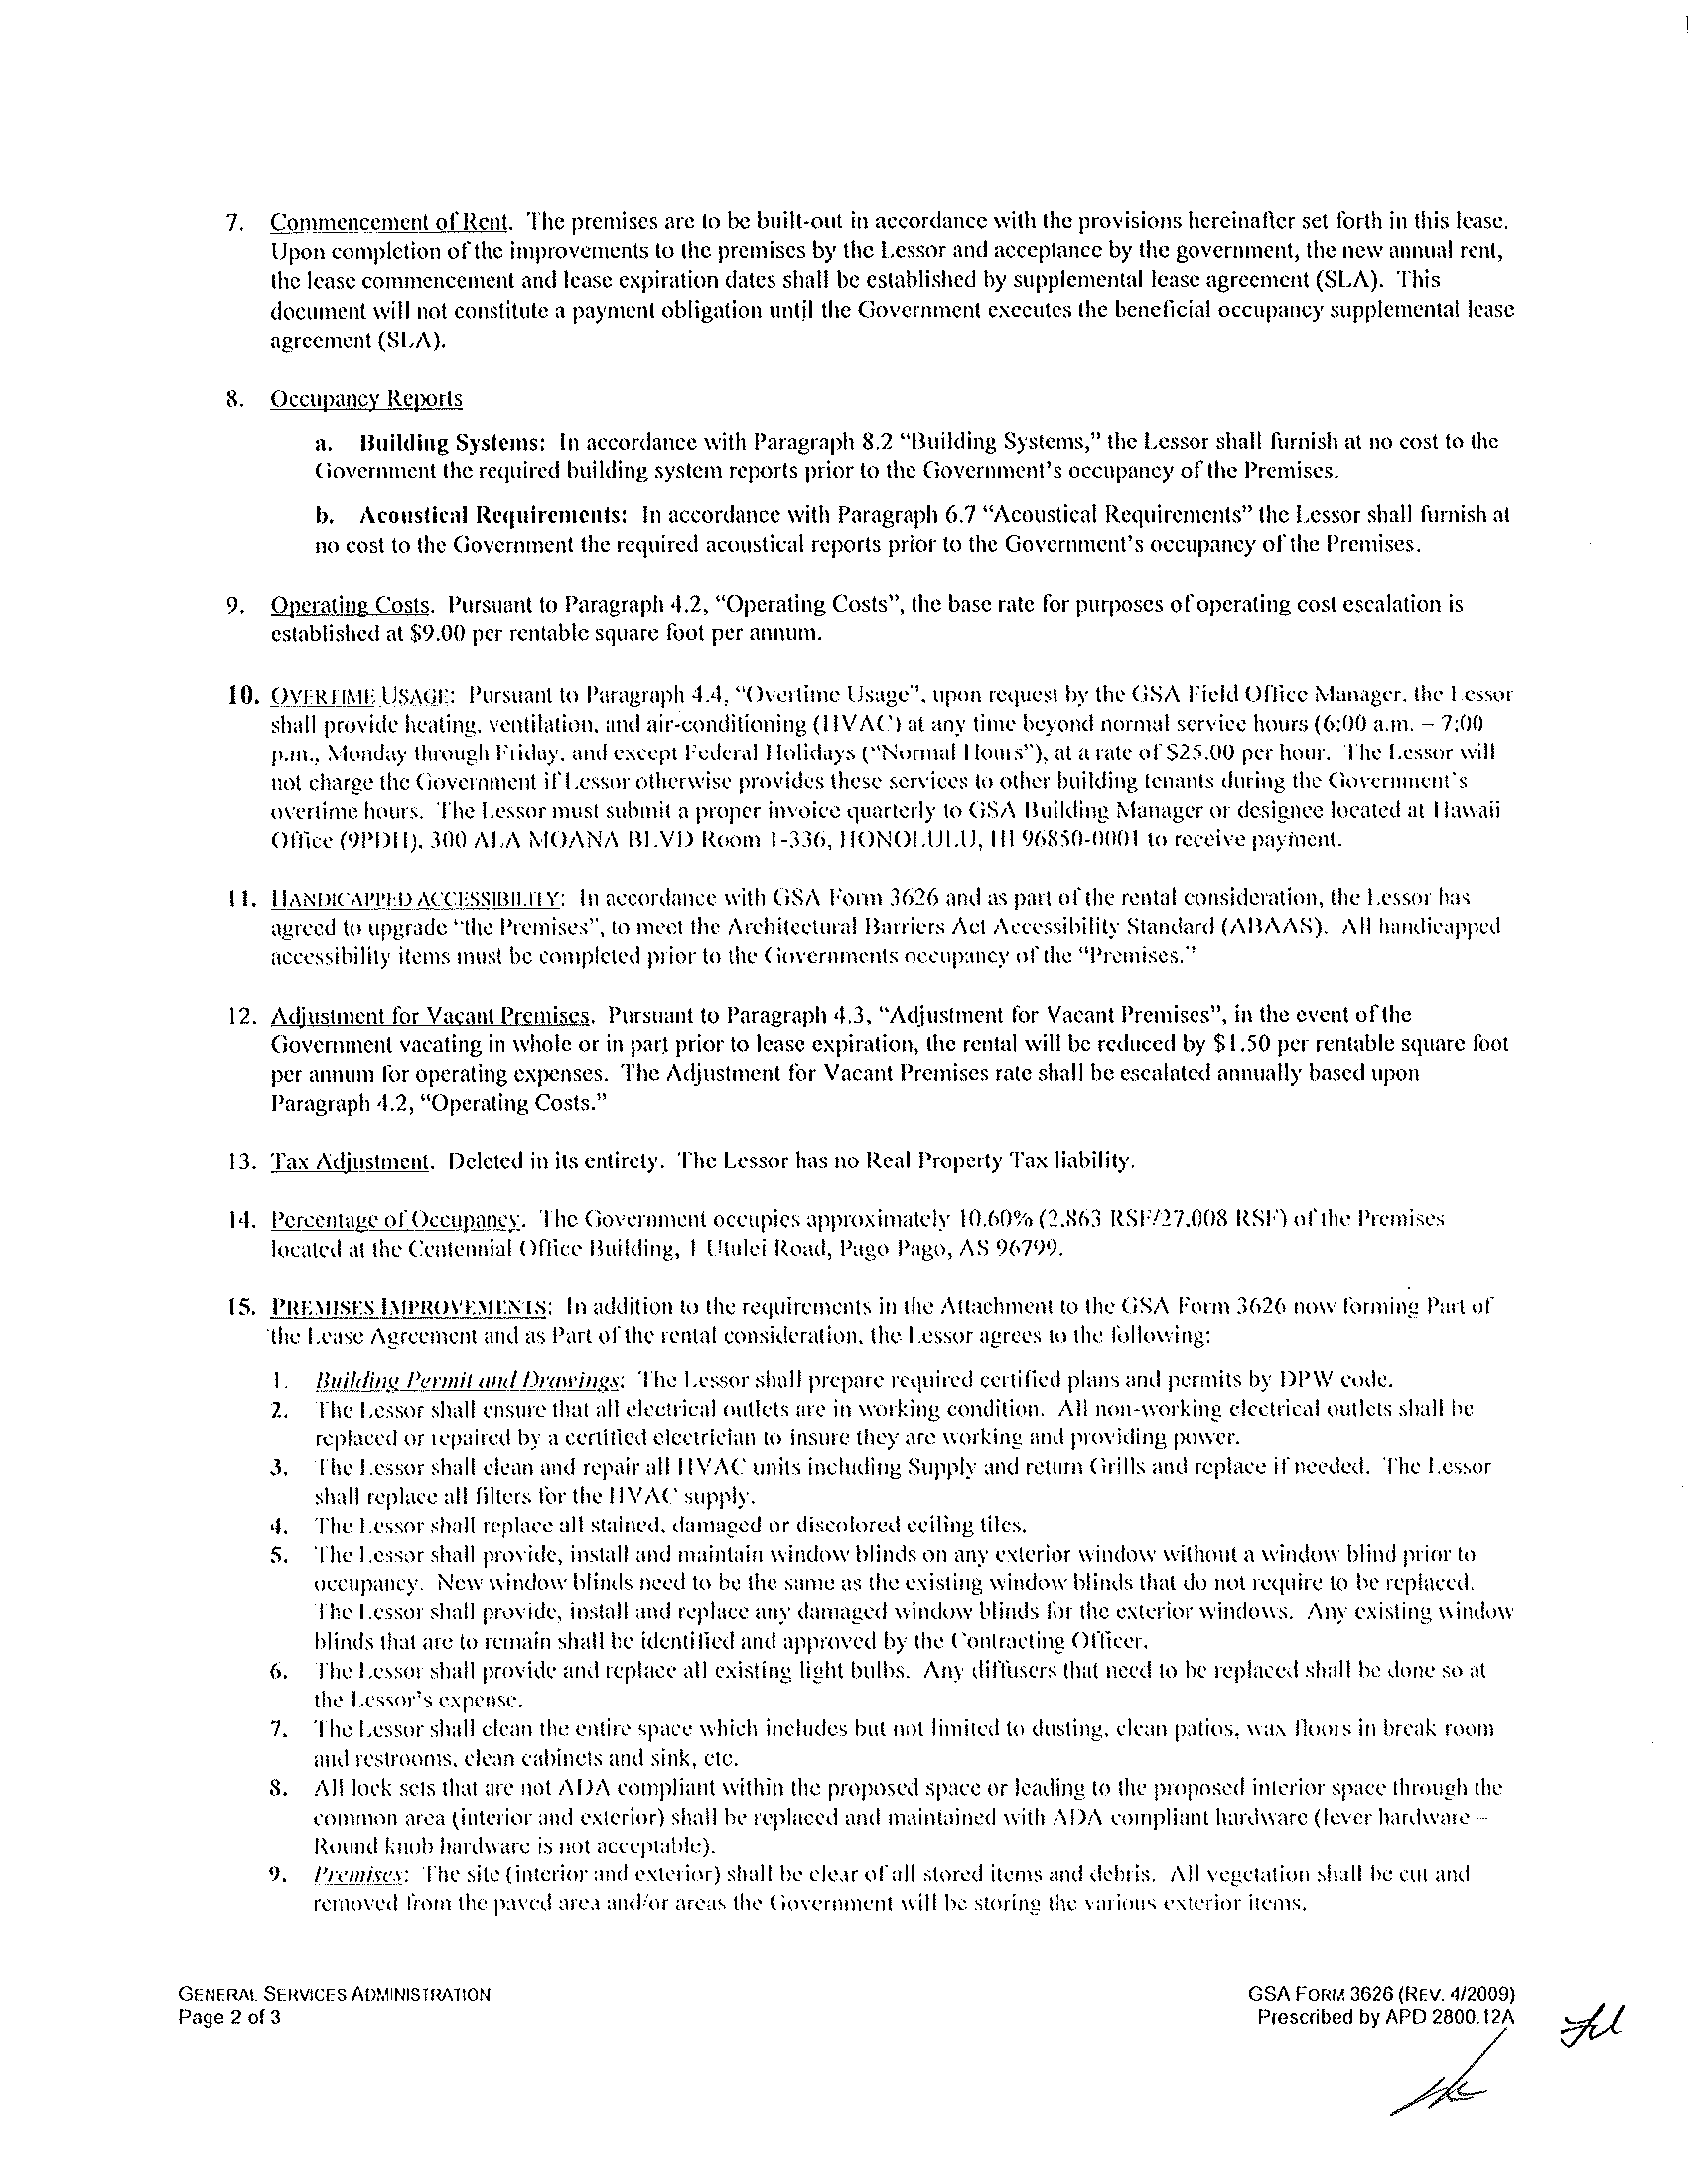 7. Commencement of Rent. The premises are to be built-out in accordance with the provisions hereinafter set forth in this lease.
Upon completion of the improvements to the premises by the Lessor and acceptance by the government, the new annual rent,
the lease commencement and lease expiration dates shall be established by supplemental lease agreement (SLA). This
document will not constitute a payment obligation until the Government executes the beneficial occupancy supplemental lease
agreement (SLA).
8. Occupancy Reports
a. Building Systems: In accordance with Paragraph 8.2 “Building Systems,” the Lessor shall furnish at no cost to the
Government the required building system reports prior to the Government’s occupancy of the Premises.
b. Acoustical Requirements: In accordance with Paragraph 6.7 “Acoustical Requirements” the Lessor shall furnish at
no cost to the Government the required acoustical reports prior to the Government’s occupancy of the Premises.
9. Operating Costs. Pursuant to Paragraph 4.2, “Operating Costs”, the base rate for purposes of operating cost escalation is
established at $9.00 per rentable square foot per annum.
10. OVERTIME USAGE: Pursuant to Paragraph 4.4, “Overtime Usage”, upon request by the GSA Field Office Manager, the Lessor
shall provide heating, ventilation, and air-conditioning (HVAC) at any time beyond normal service hours (6:00 a.m. – 7:00
p.m., Monday through Friday, and except Federal Holidays (“Normal Hours”), at a rate of $25.00 per hour. The Lessor will
not charge the Government if Lessor otherwise provides these services to other building tenants during the Government’s
overtime hours. The Lessor must submit a proper invoice quarterly to GSA Building Manager or designee located at Hawaii
Office (9PDH), 300 ALA MOANA BLVD Room 1-336, HONOLULU, HI 96850-0001 to receive payment.
11. HANDICAPPED ACCESSIBILITY: In accordance with GSA Form 3626 and as part of the rental consideration, the Lessor has
agreed to upgrade “the Premises”, to meet the Architectural Barriers Act Accessibility Standard (ABAAS). All handicapped
accessibility items must be completed prior to the Governments occupancy of the “Premises.”
12. Adjustment for Vacant Premises. Pursuant to Paragraph 4.3, “Adjustment for Vacant Premises”, in the event of the
Government vacating in whole or in part prior to lease expiration, the rental will be reduced by $1.50 per rentable square foot
per annum for operating expenses. The Adjustment for Vacant Premises rate shall be escalated annually based upon
Paragraph 4.2, “Operating Costs.”
13. Tax Adjustment. Deleted in its entirety. The Lessor has no Real Property Tax liability.
14. Percentage of Occupancy. The Government occupies approximately 10.60% (2,863 RSF/27,008 RSF) of the Premises
located at the Centennial Office Building, 1 Utulei Road, Pago Pago, AS 96799.
15. PREMISES IMPROVEMENTS: In addition to the requirements in the Attachment to the GSA Form 3626 now forming Part of
the Lease Agreement and as Part of the rental consideration, the Lessor agrees to the following:
1. Building Permit and Drawings: The Lessor shall prepare required certified plans and permits by DPW code.
2. The Lessor shall ensure that all electrical outlets are in working condition. All non-working electrical outlets shall be
replaced or repaired by a certified electrician to insure they are working and providing power.
3. The Lessor shall clean and repair all HVAC units including Supply and return Grills and replace if needed. The Lessor
shall replace all filters for the HVAC supply.
4. The Lessor shall replace all stained, damaged or discolored ceiling tiles.
5. The Lessor shall provide, install and maintain window blinds on any exterior window without a window blind prior to
occupancy. New window blinds need to be the same as the existing window blinds that do not require to be replaced.
The Lessor shall provide, install and replace any damaged window blinds for the exterior windows. Any existing window
blinds that are to remain shall be identified and approved by the Contracting Officer.
6. The Lessor shall provide and replace all existing light bulbs. Any diffusers that need to be replaced shall be done so at
the Lessor’s expense.
7. The Lessor shall clean the entire space which includes but not limited to dusting, clean patios, wax floors in break room
and restrooms, clean cabinets and sink, etc.
8. All lock sets that are not ADA compliant within the proposed space or leading to the proposed interior space through the
common area (interior and exterior) shall be replaced and maintained with ADA compliant hardware (lever hardware –
Round knob hardware is not acceptable).
9. Premises: The site (interior and exterior) shall be clear of all stored items and debris. All vegetation shall be cut and
removed from the paved area and/or areas the Government will be storing the various exterior items.
GENERAL SERVICES ADMINISTRATION
Page 2 of 3
GSA FORM 3626 (REV. 4/2009)
Prescribed by APD 2800.12A